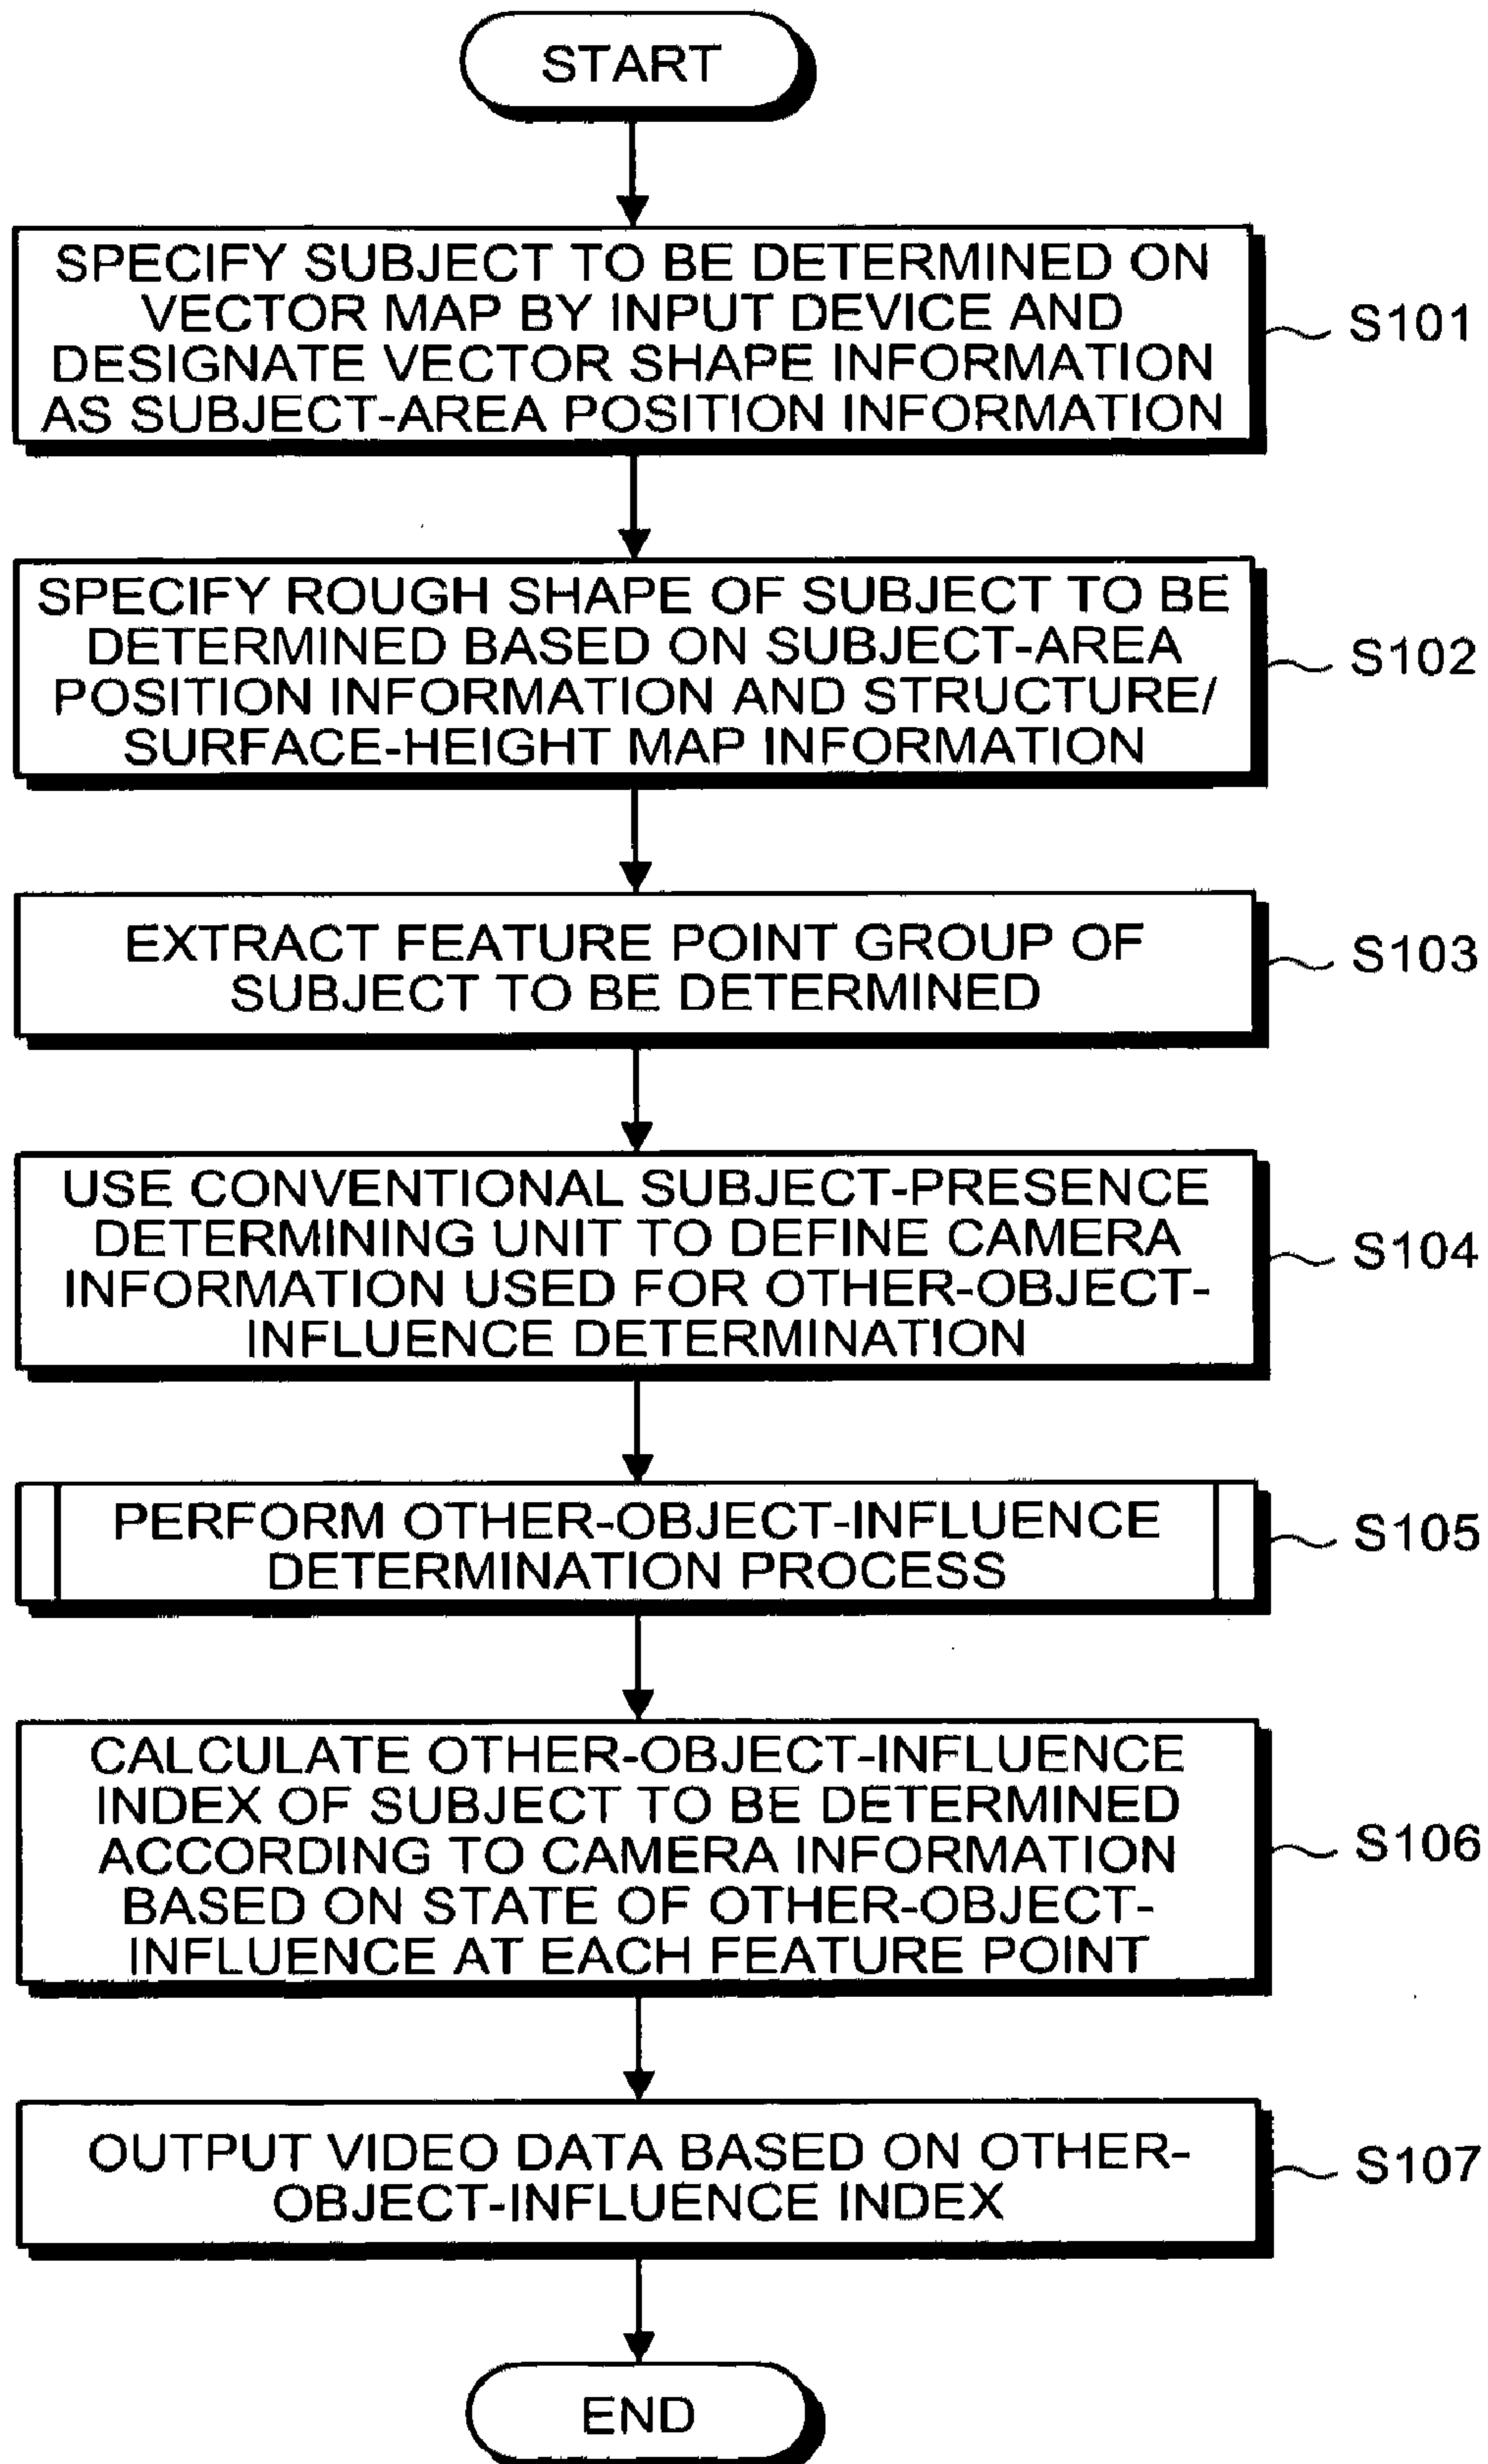 START
SPECIFY SUBJECT TO BE DETERMINED ON
VECTOR MAP BY INPUT DEVICE AND
DESIGNATE VECTOR SHAPE INFORMATION
AS SUBJECT-AREA POSITION INFORMATION
S101
SPECIFY ROUGH SHAPE OF SUBJECT TO BE
DETERMINED BASED ON SUBJECT-AREA
POSITION INFORMATION AND STRUCTURE/
SURFACE-HEIGHT MAP INFORMATION
S102
EXTRACT FEATURE POINT GROUP OF
SUBJECT TO BE DETERMINED
S103
USE CONVENTIONAL SUBJECT-PRESENCE
DETERMINING UNIT TO DEFINE CAMERA
INFORMATION USED FOR OTHER-OBJECT-
INFLUENCE DETERMINATION
S104
PERFORM OTHER-OBJECT-INFLUENCE
DETERMINATION PROCESS
S105
CALCULATE OTHER-OBJECT-INFLUENCE
INDEX OF SUBJECT TO BE DETERMINED
ACCORDING TO CAMERA INFORMATION
BASED ON STATE OF OTHER-OBJECT-
INFLUENCE AT EACH FEATURE POINT
S106
OUTPUT VIDEO DATA BASED ON OTHER-
OBJECT-INFLUENCE INDEX
S107
END